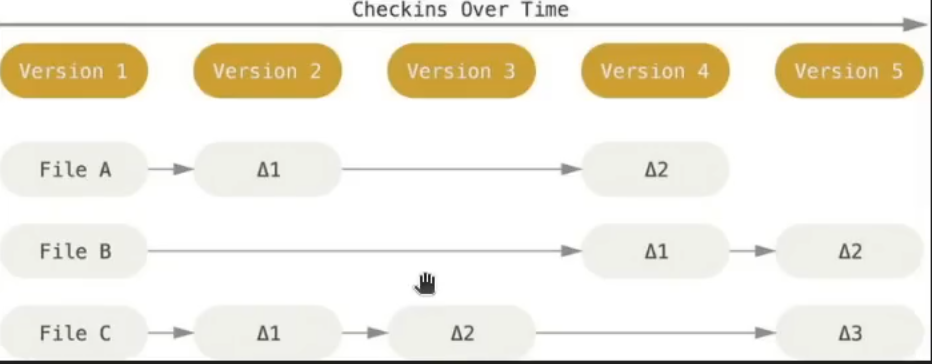 Checkins Over Time
Version 1 Version 2 Version 3 Version 4 Version 5
File A Δ1 Δ2
File B Δ1 Δ2
File C Δ1 Δ2 Δ3